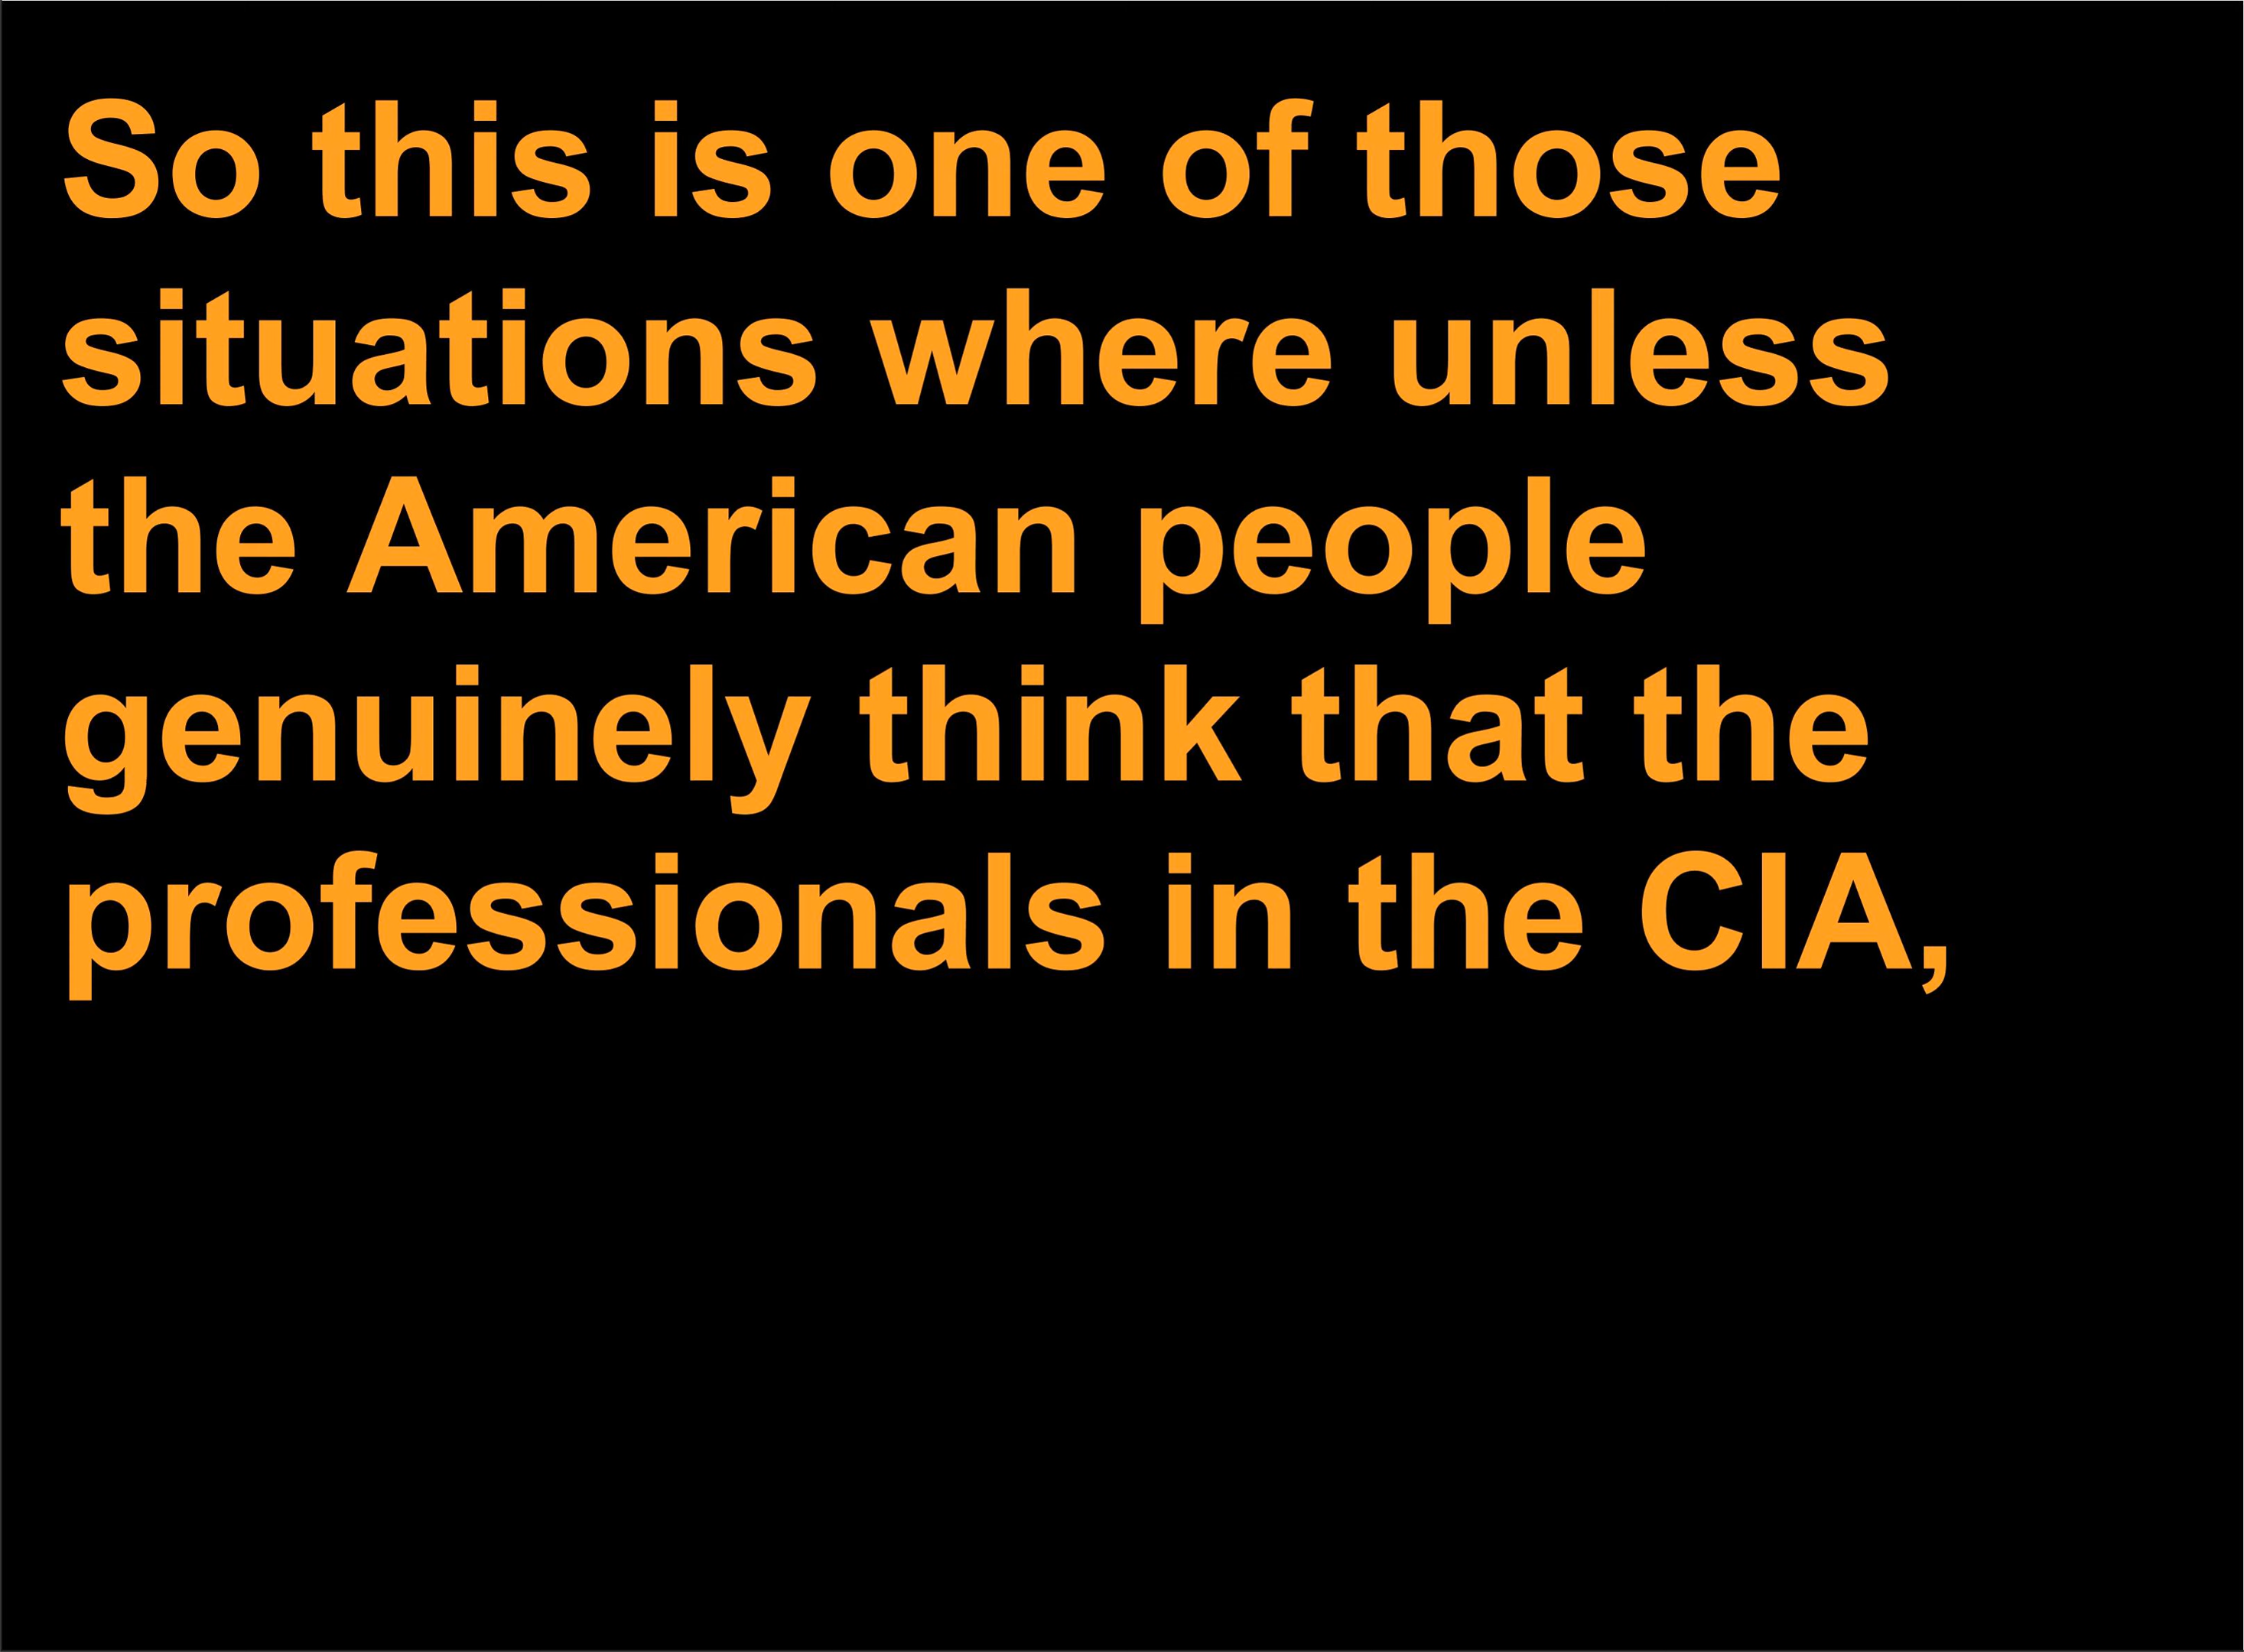 So this is one of those
situations where unless
the American people
genuinely think that the
professionals in the CIA,